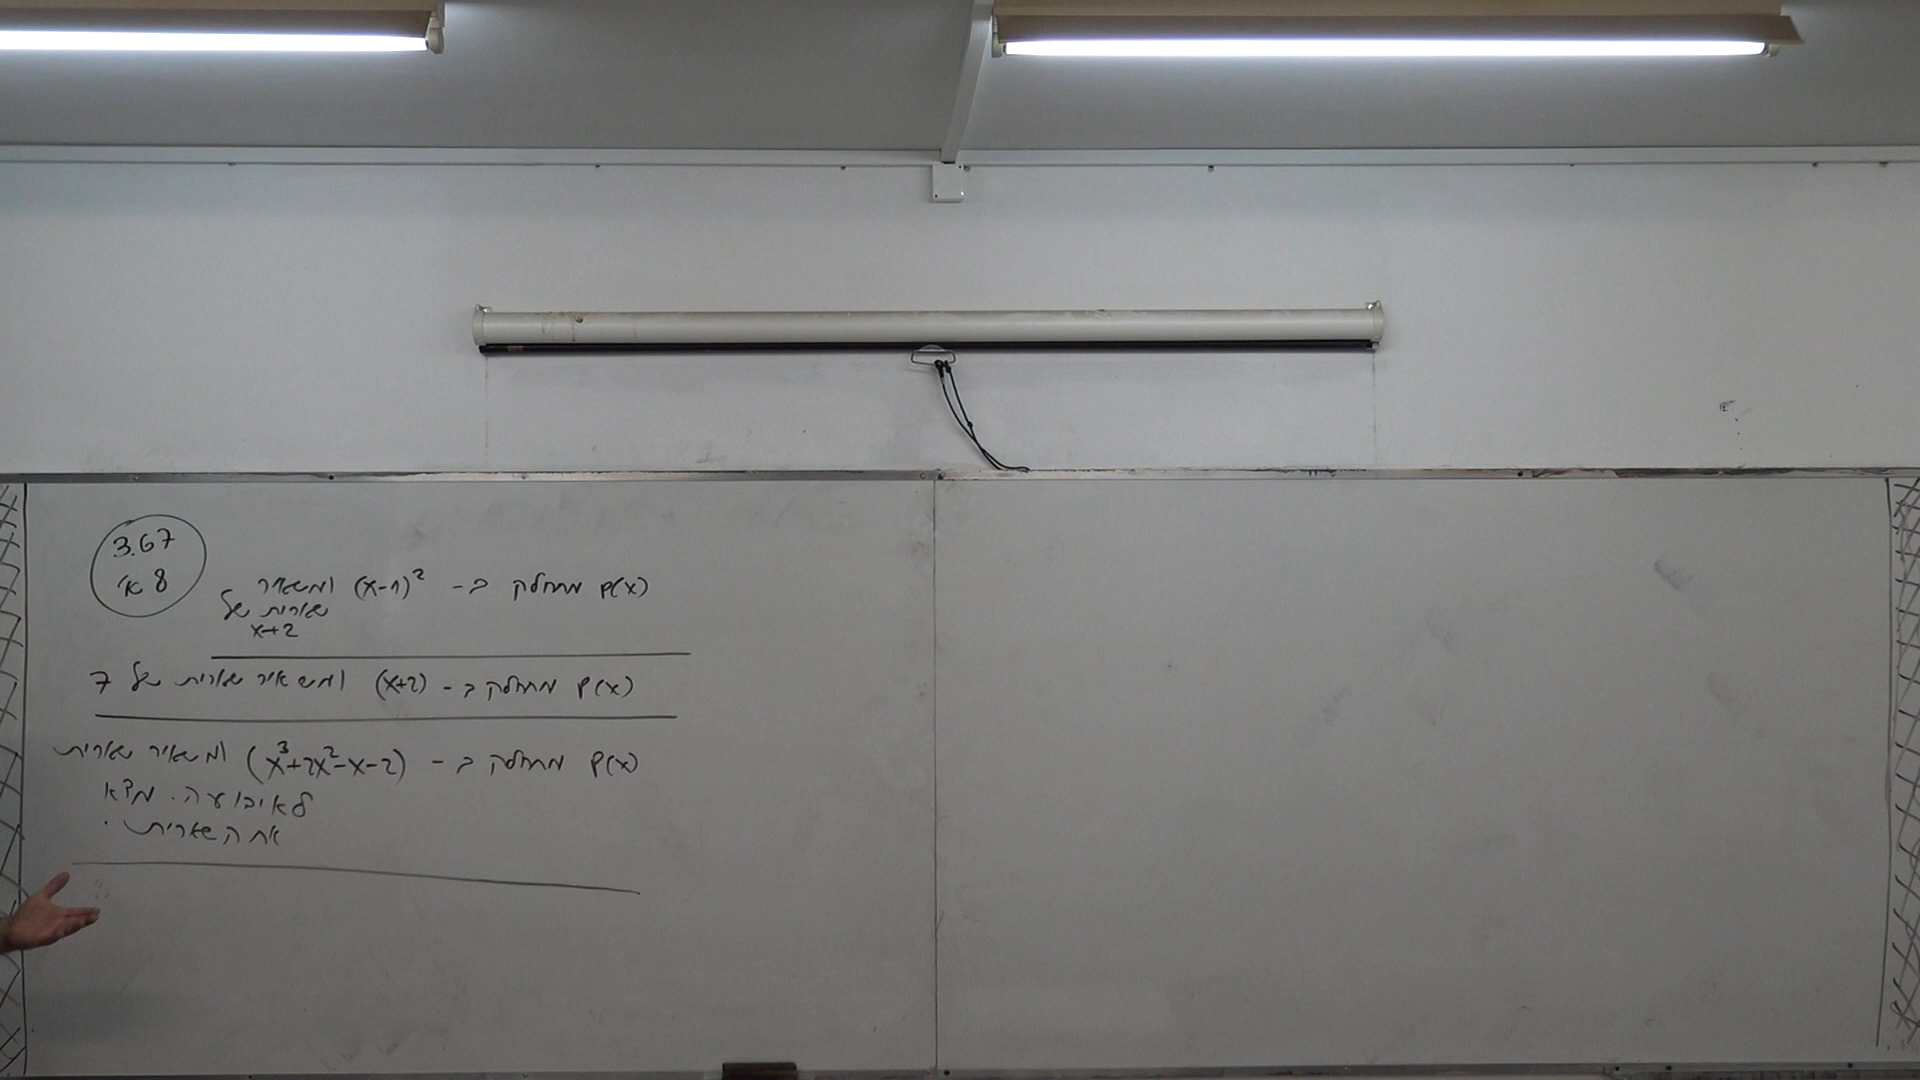 3.67
8 א'
p(x) מתחלק ב - (x-1)² ומשאיר
שארית של
x+2
p(x) מתחלק ב - (x+2) ומשאיר שארית של 7
p(x) מתחלק ב - (x³+2x²-x-2) ומשאיר שארית
לא ידועה. מצא
את השארית.